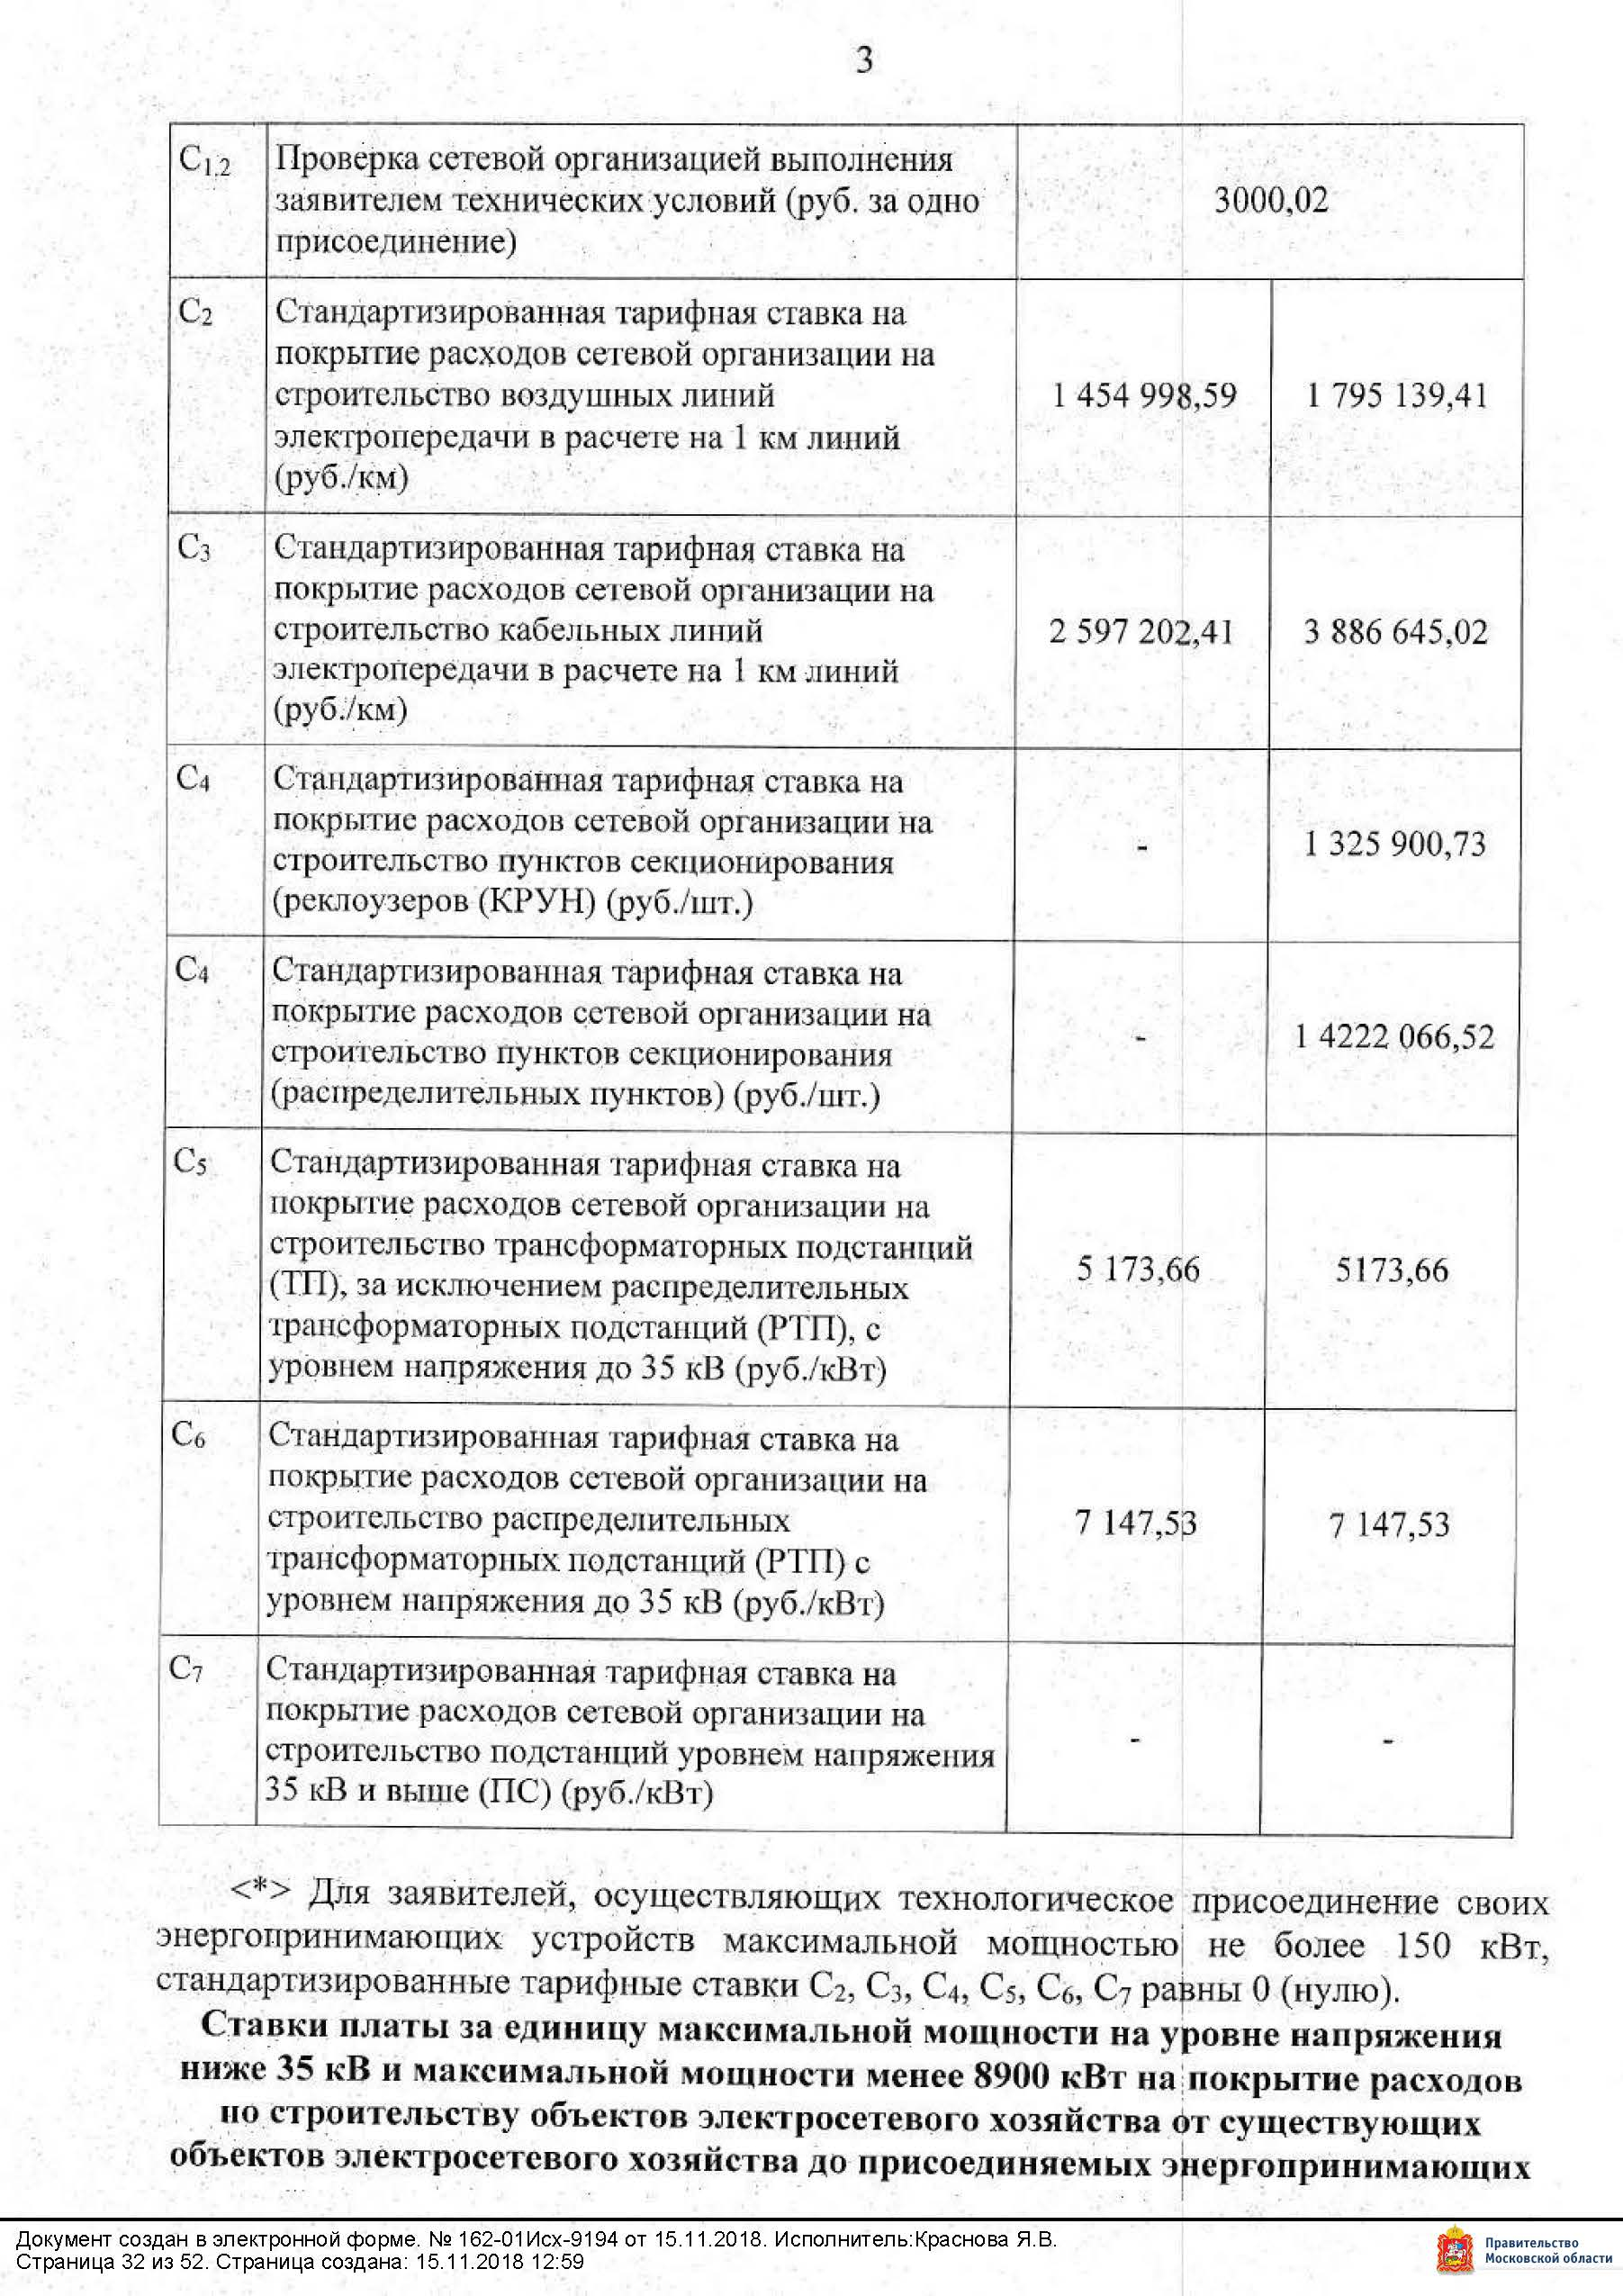 3
С1.2
Проверка сетевой организацией выполнения
заявителем технических условий (руб. за одно
присоединение)
3000,02
С2
Стандартизированная тарифная ставка на
покрытие расходов сетевой организации на
строительство воздушных линий
электропередачи в расчете на 1 км линий
(руб./км)
1 454 998,59
1 795 139,41
С3
Стандартизированная тарифная ставка на
покрытие расходов сетевой организации на
строительство кабельных линий
электропередачи в расчете на 1 км линий
(руб./км)
2 597 202,41
3 886 645,02
С4
Стандартизированная тарифная ставка на
покрытие расходов сетевой организации на
строительство пунктов секционирования
(реклоузеров (КРУН) (руб./шт.)
-
1 325 900,73
С4
Стандартизированная тарифная ставка на
покрытие расходов сетевой организации на
строительство пунктов секционирования
(распределительных пунктов) (руб./шт.)
-
1 4222 066,52
С5
Стандартизированная тарифная ставка на
покрытие расходов сетевой организации на
строительство трансформаторных подстанций
(ТП), за исключением распределительных
трансформаторных подстанций (РТП), с
уровнем напряжения до 35 кВ (руб./кВт)
5 173,66
5173,66
С6
Стандартизированная тарифная ставка на
покрытие расходов сетевой организации на
строительство распределительных
трансформаторных подстанций (РТП) с
уровнем напряжения до 35 кВ (руб./кВт)
7 147,53
7 147,53
С7
Стандартизированная тарифная ставка на
покрытие расходов сетевой организации на
строительство подстанций уровнем напряжения
35 кВ и выше (ПС) (руб./кВт)
-
-
<*> Для заявителей, осуществляющих технологическое присоединение своих
энергопринимающих устройств максимальной мощностью не более 150 кВт,
стандартизированные тарифные ставки С2, С3, С4, С5, С6, С7 равны 0 (нулю).
Ставки платы за единицу максимальной мощности на уровне напряжения
ниже 35 кВ и максимальной мощности менее 8900 кВт на покрытие расходов
по строительству объектов электросетевого хозяйства от существующих
объектов электросетевого хозяйства до присоединяемых энергопринимающих
Документ создан в электронной форме. № 162-01Исх-9194 от 15.11.2018. Исполнитель:Краснова Я.В.
Страница 32 из 52. Страница создана: 15.11.2018 12:59
Правительство
Московской области